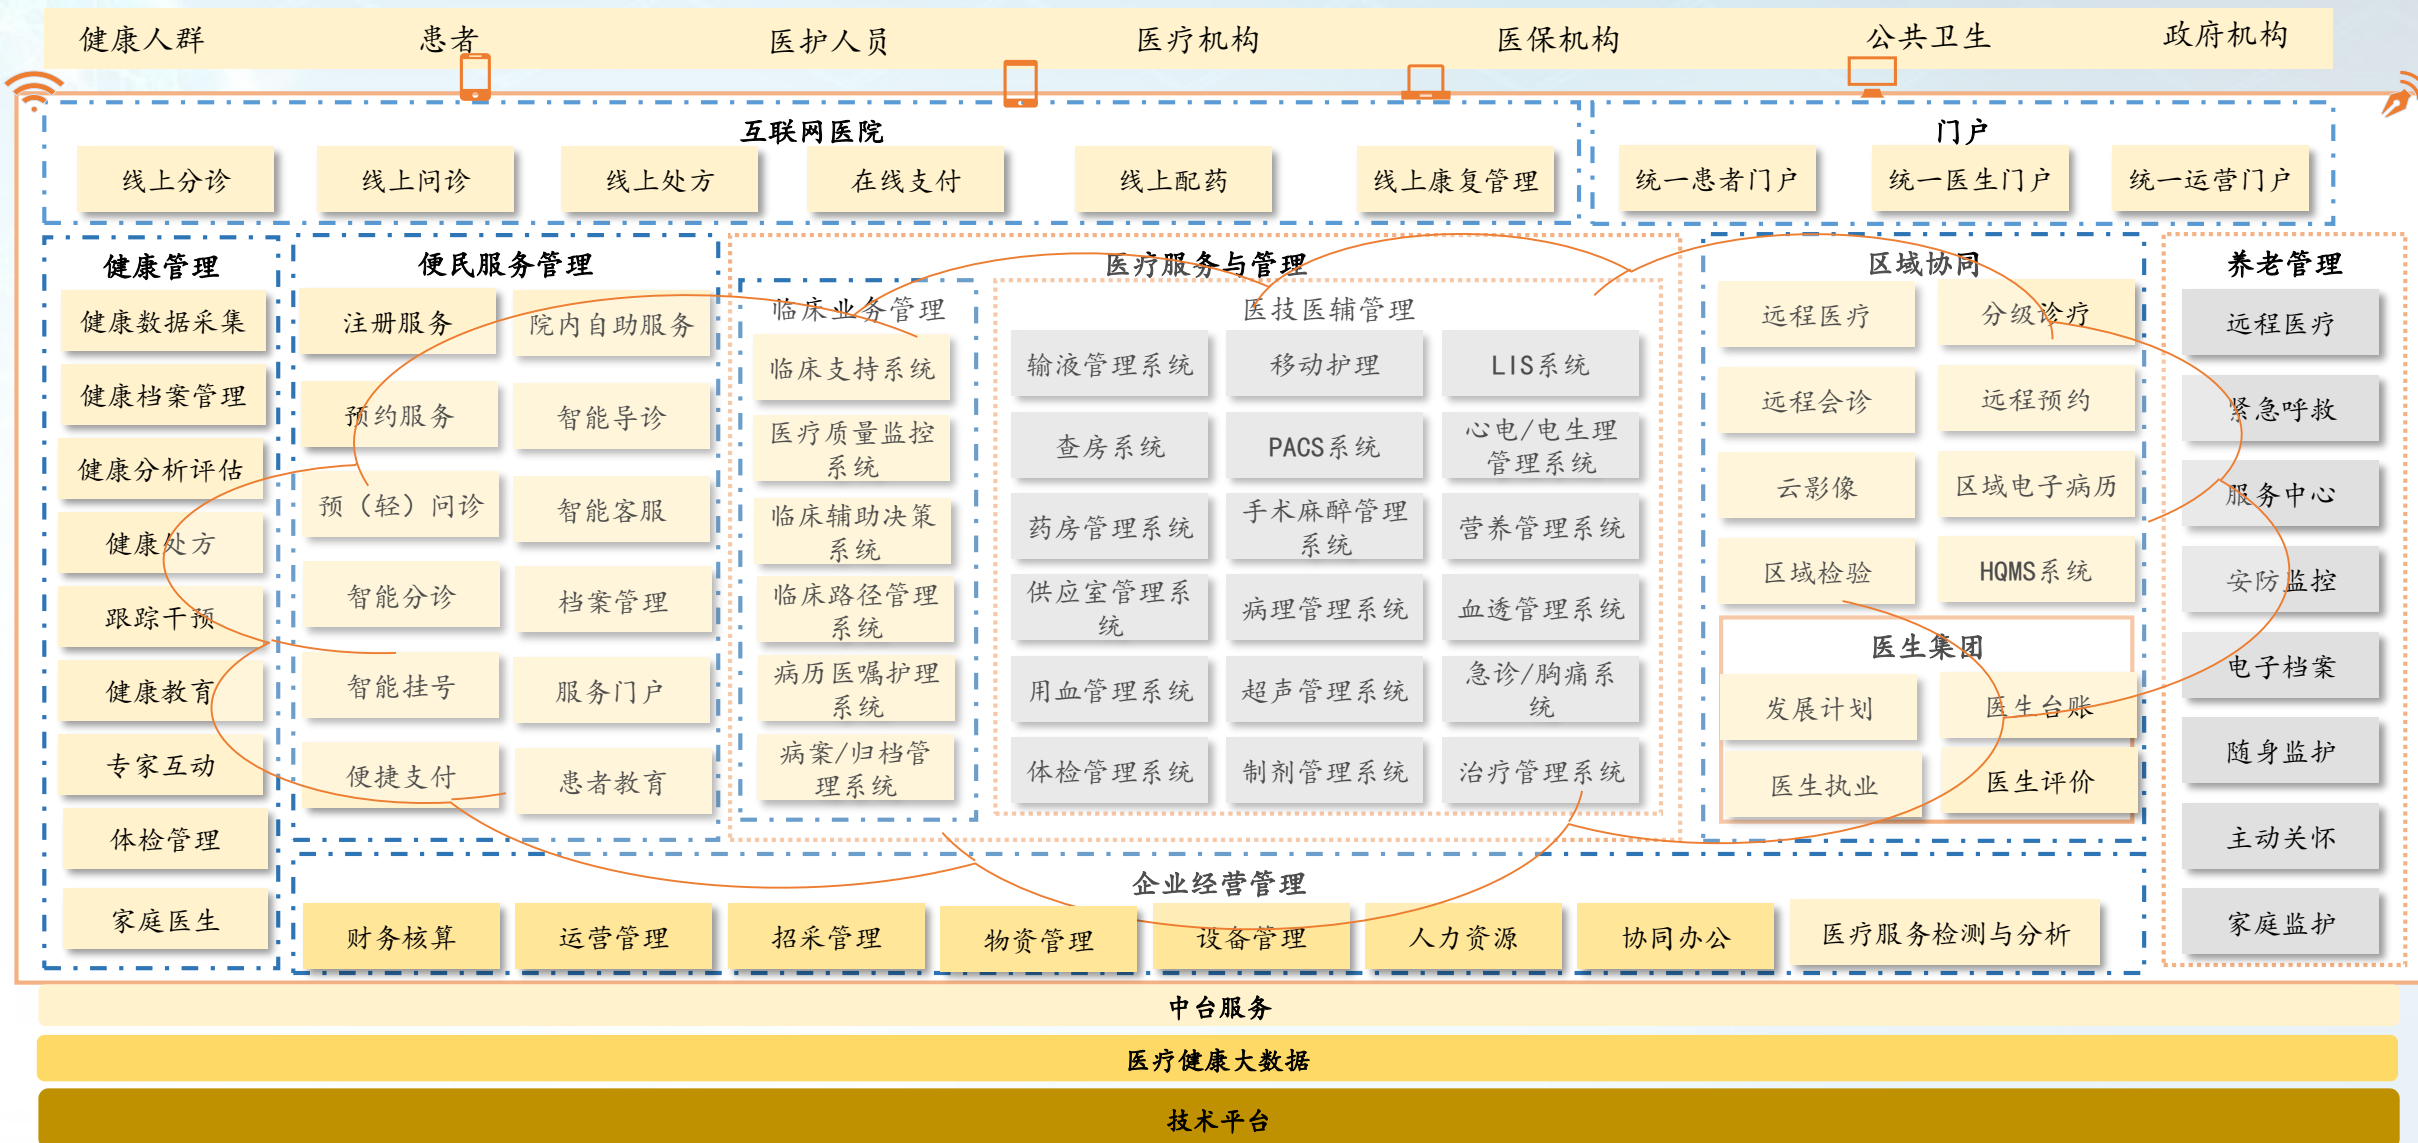 健康人群
患者
医护人员
医疗机构
医保机构
公共卫生
政府机构
互联网医院
线上分诊
线上问诊
线上处方
在线支付
线上配药
线上康复管理
门户
统一患者门户
统一医生门户
统一运营门户
健康管理
健康数据采集
健康档案管理
健康分析评估
健康处方
跟踪干预
健康教育
专家互动
体检管理
家庭医生
便民服务管理
注册服务
院内自助服务
预约服务
智能导诊
预（轻）问诊
智能客服
智能分诊
档案管理
智能挂号
服务门户
便捷支付
患者教育
医疗服务与管理
临床业务管理
临床支持系统
医疗质量监控
系统
临床辅助决策
系统
临床路径管理
系统
病历医嘱护理
系统
病案/归档管
理系统
医技医辅管理
输液管理系统
移动护理
LIS系统
查房系统
PACS系统
心电/电生理
管理系统
药房管理系统
手术麻醉管理
系统
营养管理系统
供应室管理系
统
病理管理系统
血透管理系统
用血管理系统
超声管理系统
急诊/胸痛系
统
体检管理系统
制剂管理系统
治疗管理系统
区域协同
远程医疗
分级诊疗
远程会诊
远程预约
云影像
区域电子病历
区域检验
HQMS系统
医生集团
发展计划
医生台账
医生执业
医生评价
养老管理
远程医疗
紧急呼救
服务中心
安防监控
电子档案
随身监护
主动关怀
家庭监护
企业经营管理
财务核算
运营管理
招采管理
物资管理
设备管理
人力资源
协同办公
医疗服务检测与分析
中台服务
医疗健康大数据
技术平台